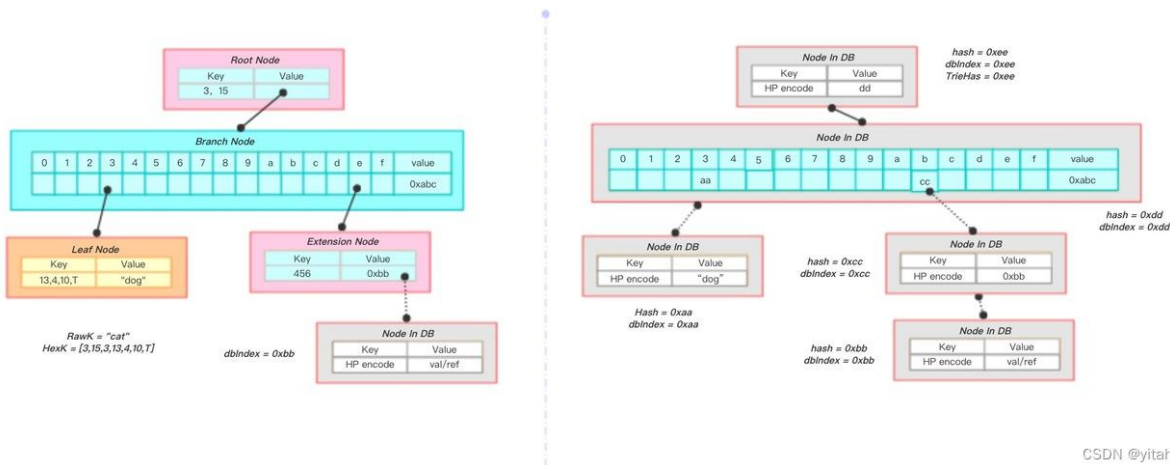 Root Node
Key Value
3, 15
Branch Node
0 1 2 3 4 5 6 7 8 9 a b c d e f value
0xabc
Leaf Node
Key Value
13,4,10,T "dog"
Extension Node
Key Value
456 0xbb
RawK = "cat"
HexK = [3,15,3,13,4,10,T]
dbIndex = 0xbb
Node In DB
Key Value
HP encode val/ref
Node In DB
Key Value
HP encode dd
hash = 0xee
dbIndex = 0xee
TrieHas = 0xee
Node In DB
0 1 2 3 4 5 6 7 8 9 a b c d e f value
aa cc 0xabc
hash = 0xdd
dbIndex = 0xdd
Node In DB
Key Value
HP encode "dog"
Hash = 0xaa
dbIndex = 0xaa
hash = 0xcc
dbIndex = 0xcc
Node In DB
Key Value
HP encode 0xbb
hash = 0xbb
dbIndex = 0xbb
Node In DB
Key Value
HP encode val/ref
CSDN @yitah